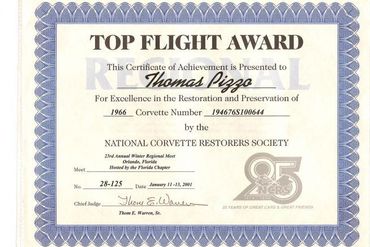 TOP FLIGHT AWARD
REGIONAL
This Certificate of Achievement is Presented to
Thomas Pizzo
For Excellence in the Restoration and Preservation of
1966 Corvette Number 194676S100644
by the
NATIONAL CORVETTE RESTORERS SOCIETY
23rd Annual Winter Regional Meet
Orlando, Florida
Meet Hosted by the Florida Chapter
No. 28-125 Date January 11-13, 2001
Chief Judge Thom E. Warren
Thom E. Warren, Sr.
25
NCRS
25 YEARS OF GREAT CARS & GREAT FRIENDS